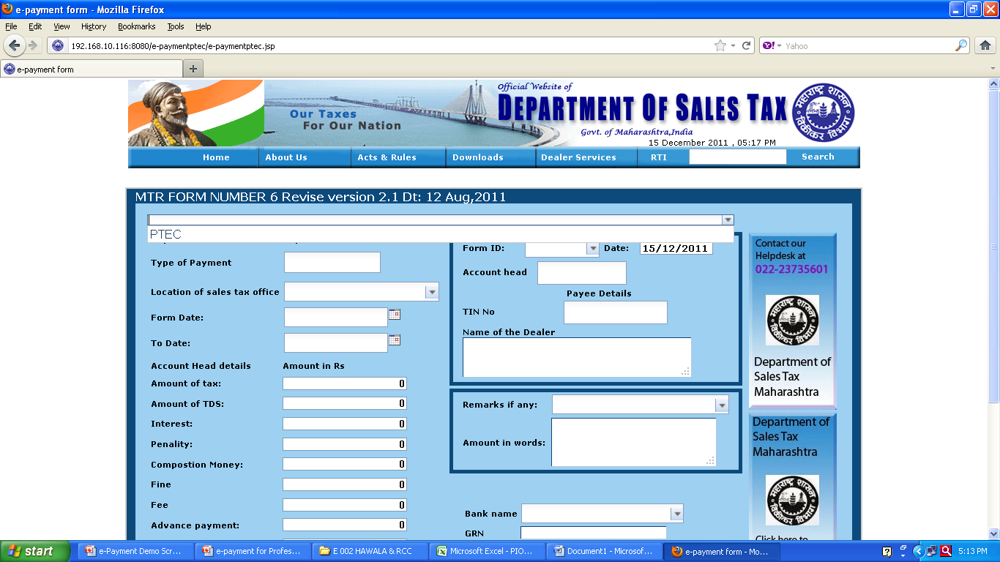 e-payment form - Mozilla Firefox
File Edit View History Bookmarks Tools Help
192.168.10.116:8080/e-paymentptec/e-paymentptec.jsp
Y! Yahoo
e-payment form
Official Website of
DEPARTMENT OF SALES TAX
Govt. of Maharashtra,India
Our Taxes
For Our Nation
महाराष्ट्र शासन
विक्रीकर विभाग
15 December 2011 , 05:17 PM
Home About Us Acts & Rules Downloads Dealer Services RTI Search
MTR FORM NUMBER 6 Revise version 2.1 Dt: 12 Aug,2011
PTEC
Type of Payment
Location of sales tax office
Form Date:
To Date:
Account Head details Amount in Rs
Amount of tax: 0
Amount of TDS: 0
Interest: 0
Penality: 0
Compostion Money: 0
Fine 0
Fee 0
Advance payment: 0
Form ID: Date: 15/12/2011
Account head
Payee Details
TIN No
Name of the Dealer
Remarks if any:
Amount in words:
Bank name
GRN
Contact our
Helpdesk at
022-23735601
महाराष्ट्र शासन
विक्रीकर विभाग
Department of
Sales Tax
Maharashtra
Department of
Sales Tax
Maharashtra
महाराष्ट्र शासन
विक्रीकर विभाग
Click here to
start e-Payment Demo Scr... e-payment for Profes... E 002 HAWALA & RCC Microsoft Excel - PIO... Document1 - Microsof... e-payment form - Mo... 5:13 PM